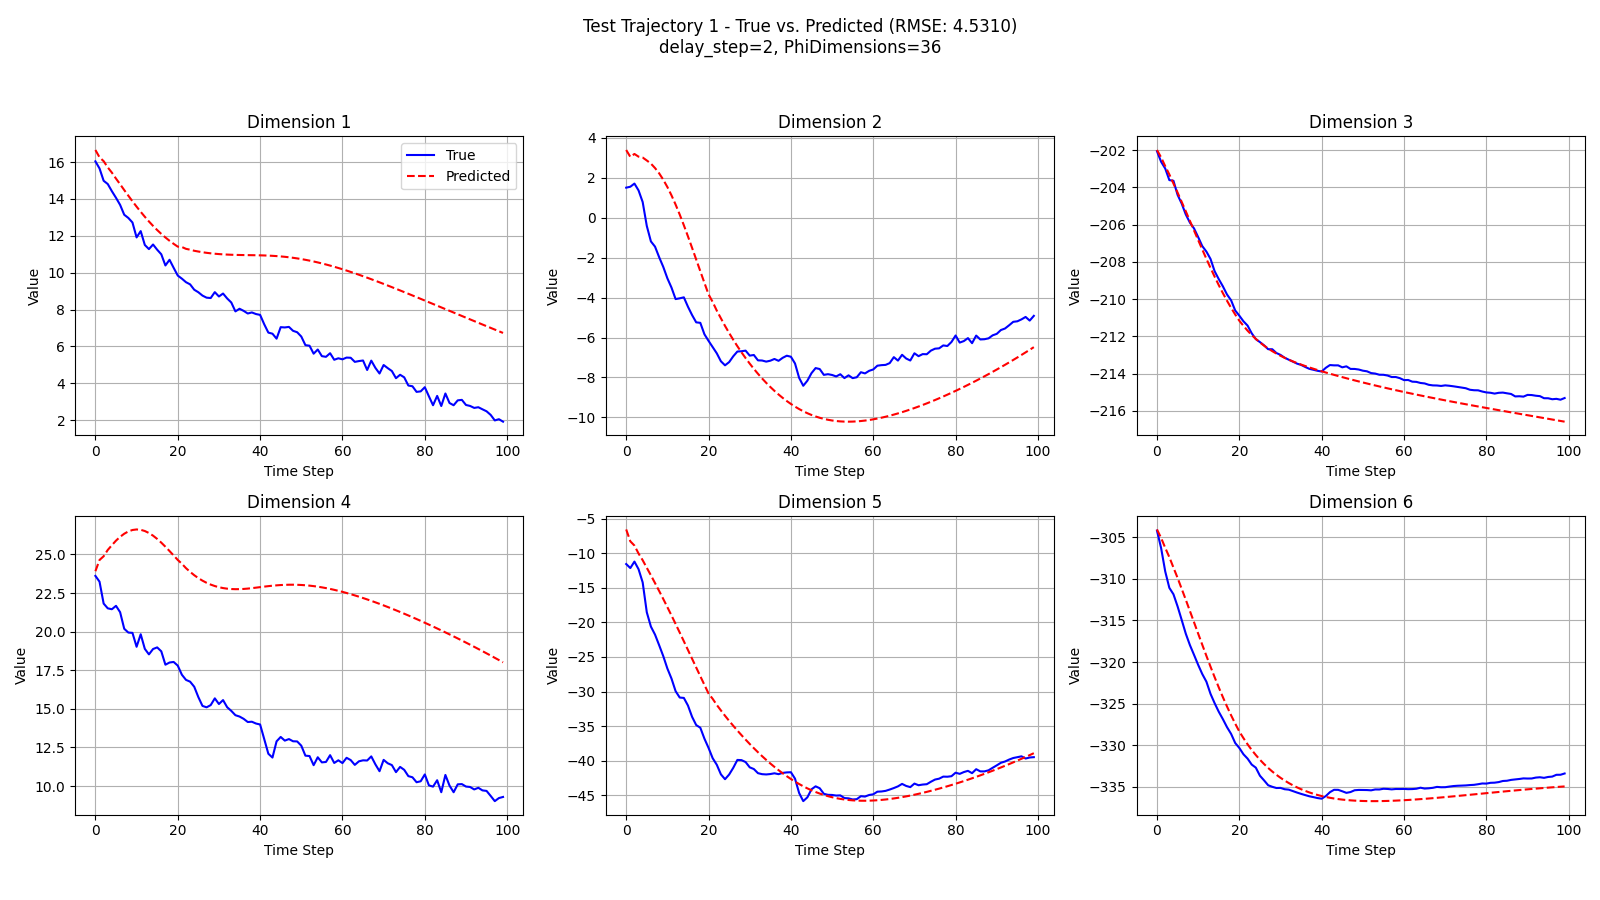 Test Trajectory 1 - True vs. Predicted (RMSE: 4.5310)
delay_step=2, PhiDimensions=36
Dimension 1
Value
16
14
12
10
8
6
4
2
0 20 40 60 80 100
Time Step
True
Predicted
Dimension 2
Value
4
2
0
−2
−4
−6
−8
−10
0 20 40 60 80 100
Time Step
Dimension 3
Value
−202
−204
−206
−208
−210
−212
−214
−216
0 20 40 60 80 100
Time Step
Dimension 4
Value
25.0
22.5
20.0
17.5
15.0
12.5
10.0
0 20 40 60 80 100
Time Step
Dimension 5
Value
−5
−10
−15
−20
−25
−30
−35
−40
−45
0 20 40 60 80 100
Time Step
Dimension 6
Value
−305
−310
−315
−320
−325
−330
−335
0 20 40 60 80 100
Time Step